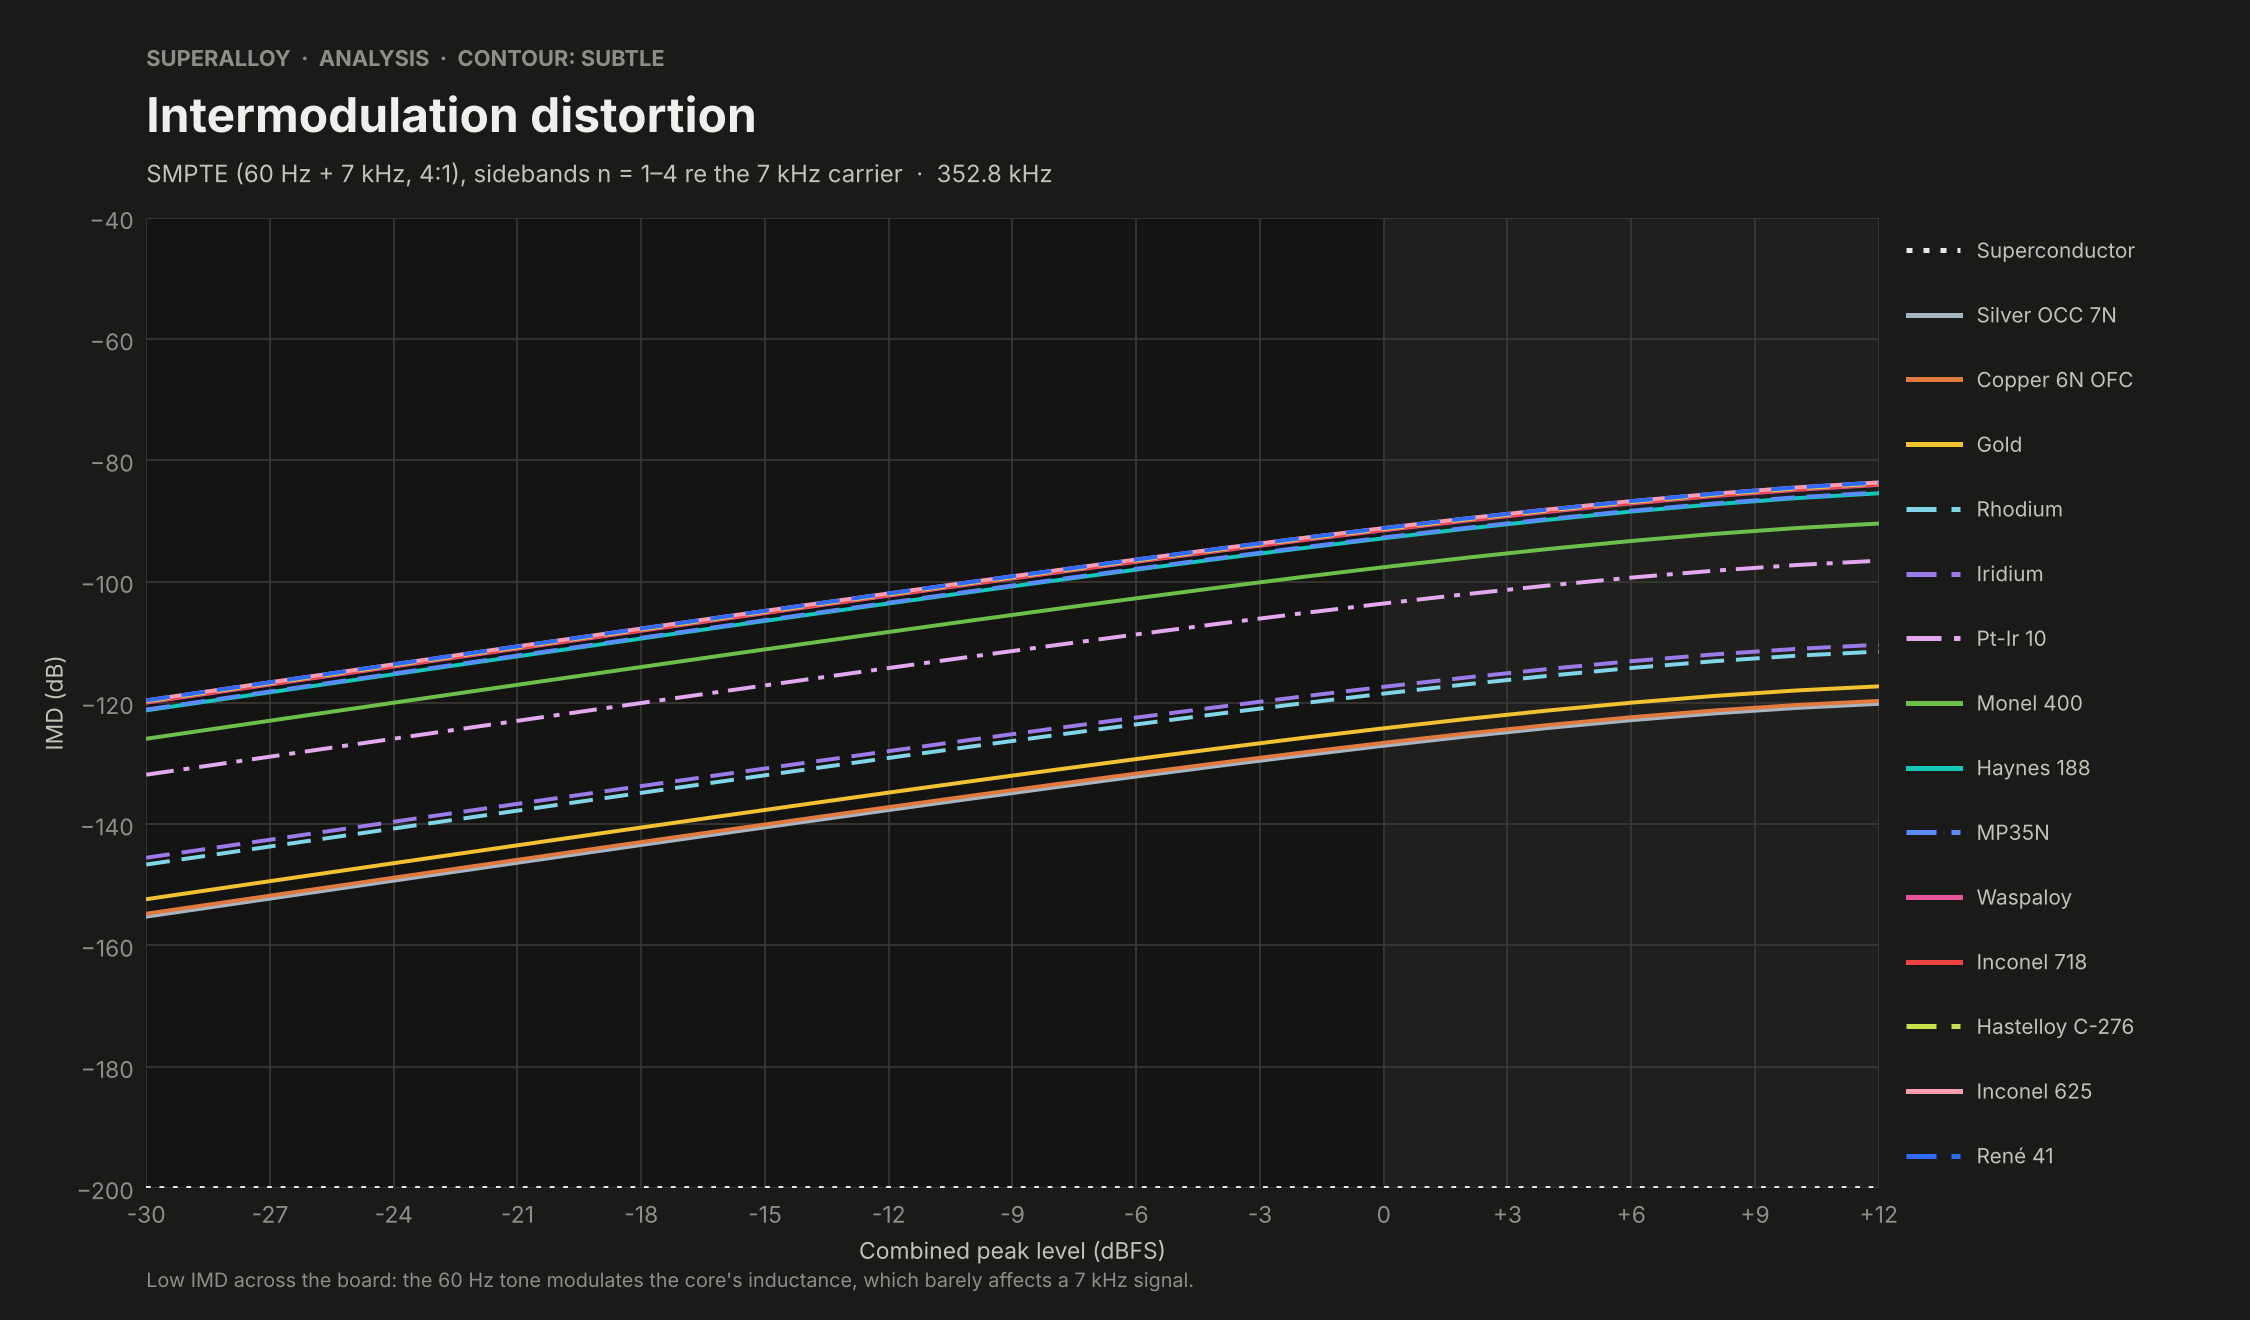 SUPERALLOY · ANALYSIS · CONTOUR: SUBTLE
Intermodulation distortion
SMPTE (60 Hz + 7 kHz, 4:1), sidebands n = 1–4 re the 7 kHz carrier · 352.8 kHz
−40
−60
−80
−100
−120
−140
−160
−180
−200
IMD (dB)
-30 -27 -24 -21 -18 -15 -12 -9 -6 -3 0 +3 +6 +9 +12
Combined peak level (dBFS)
Low IMD across the board: the 60 Hz tone modulates the core's inductance, which barely affects a 7 kHz signal.
Superconductor
Silver OCC 7N
Copper 6N OFC
Gold
Rhodium
Iridium
Pt-Ir 10
Monel 400
Haynes 188
MP35N
Waspaloy
Inconel 718
Hastelloy C-276
Inconel 625
René 41